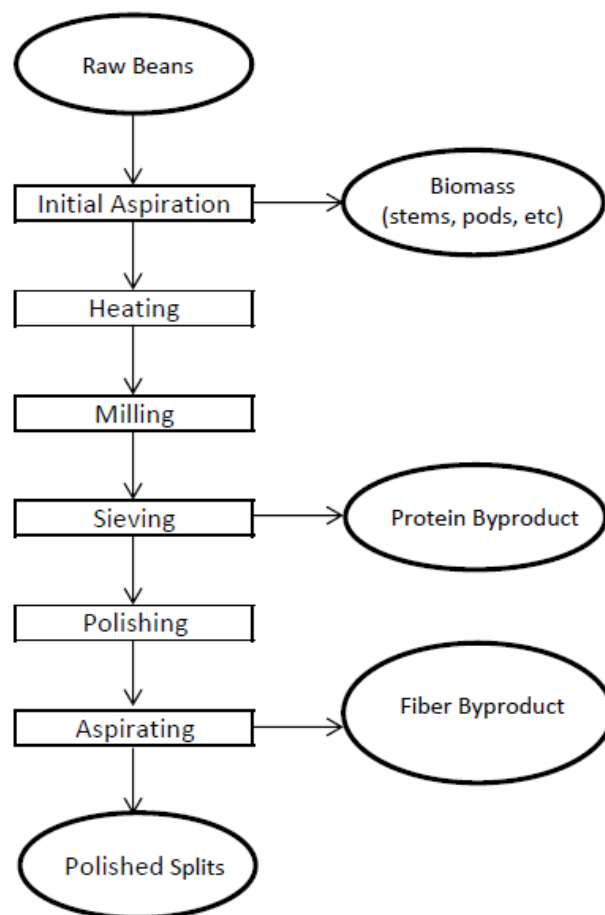 Raw Beans
Initial Aspiration
Biomass
(stems, pods, etc)
Heating
Milling
Sieving
Protein Byproduct
Polishing
Aspirating
Fiber Byproduct
Polished Splits